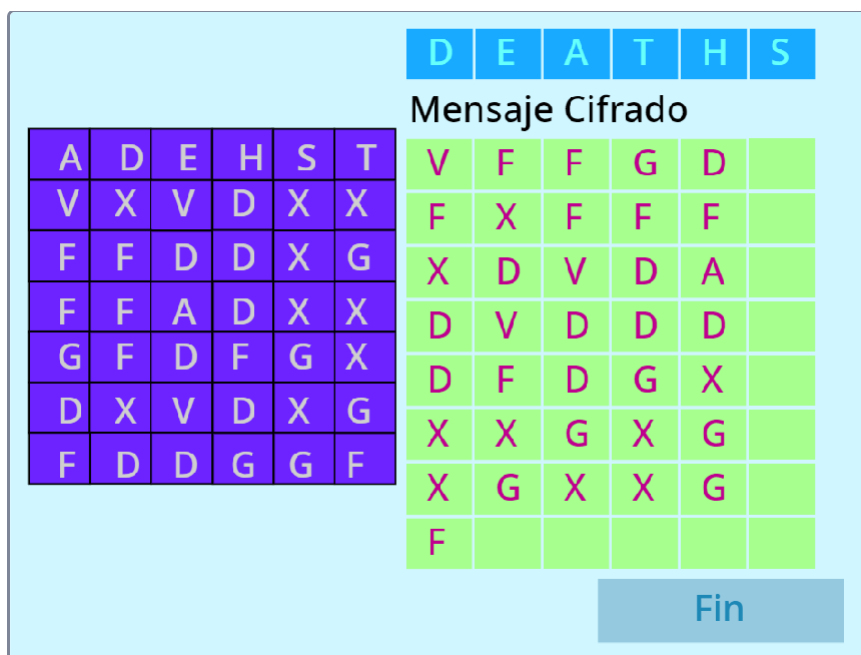 D E A T H S
Mensaje Cifrado
A D E H S T
V X V D X X
F F D D X G
F F A D X X
G F D F G X
D X V D X G
F D D G G F
V F F G D
F X F F F
X D V D A
D V D D D
D F D G X
X X G X G
X G X X G
F
Fin